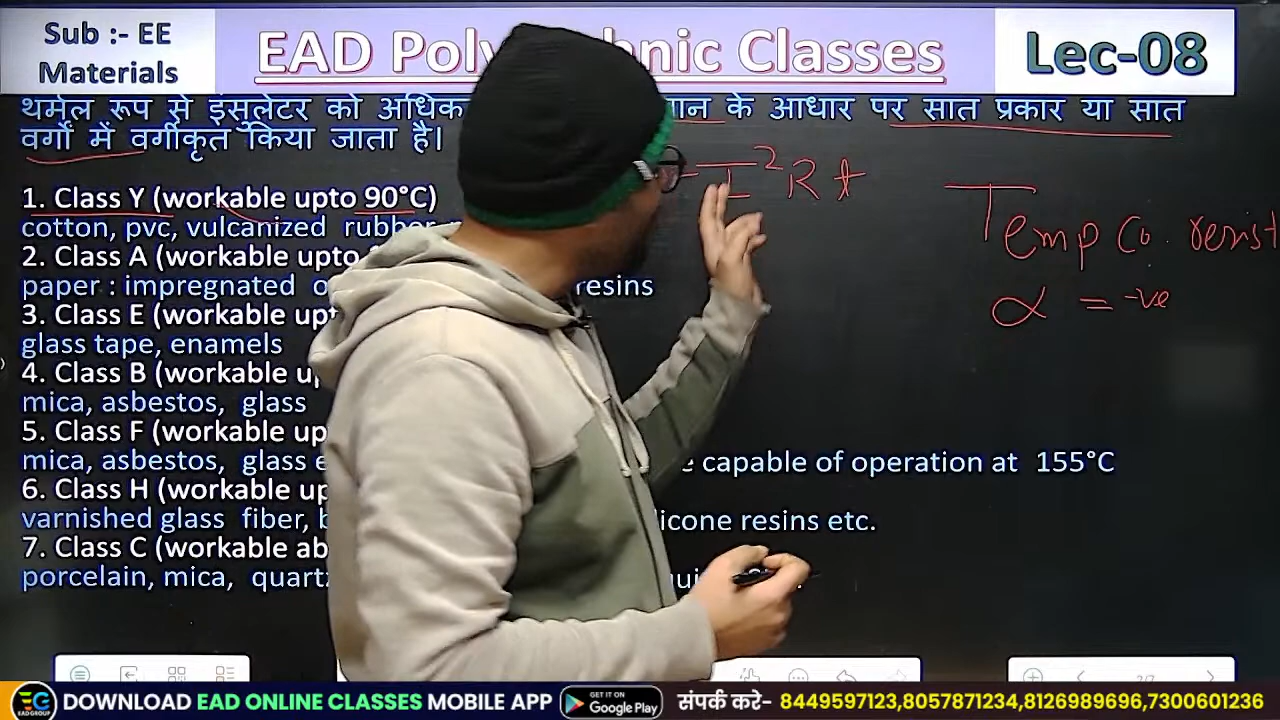 Sub :- EE
Materials
EAD Poly nic Classes
Lec-08
थर्मल रूप से इंसुलेटर को अधिक के आधार पर सात प्रकार या सात
वर्गो में वर्गीकृत किया जाता है।
I²Rt
Temp Co. resist
α = -ve
1. Class Y (workable upto 90°C)
cotton, pvc, vulcanized rubber
2. Class A (workable upto
paper : impregnated resins
3. Class E (workable
glass tape, enamels
4. Class B (workable
mica, asbestos, glass
5. Class F (workable up
mica, asbestos, glass capable of operation at 155°C
6. Class H (workable up
varnished glass fiber, resins etc.
7. Class C (workable
porcelain, mica, quartz
DOWNLOAD EAD ONLINE CLASSES MOBILE APP
GET IT ON
Google Play
संपर्क करे- 8449597123,8057871234,8126989696,7300601236
EAD GROUP